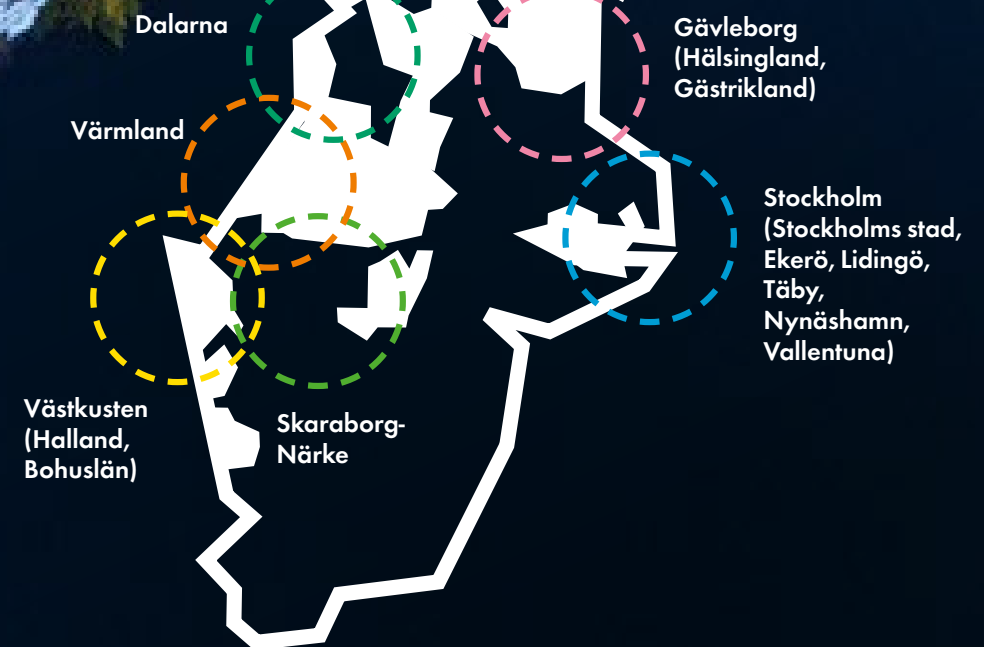 Dalarna
Gävleborg
(Hälsingland,
Gästrikland)
Värmland
Stockholm
(Stockholms stad,
Ekerö, Lidingö,
Täby,
Nynäshamn,
Vallentuna)
Västkusten
(Halland,
Bohuslän)
Skaraborg-
Närke